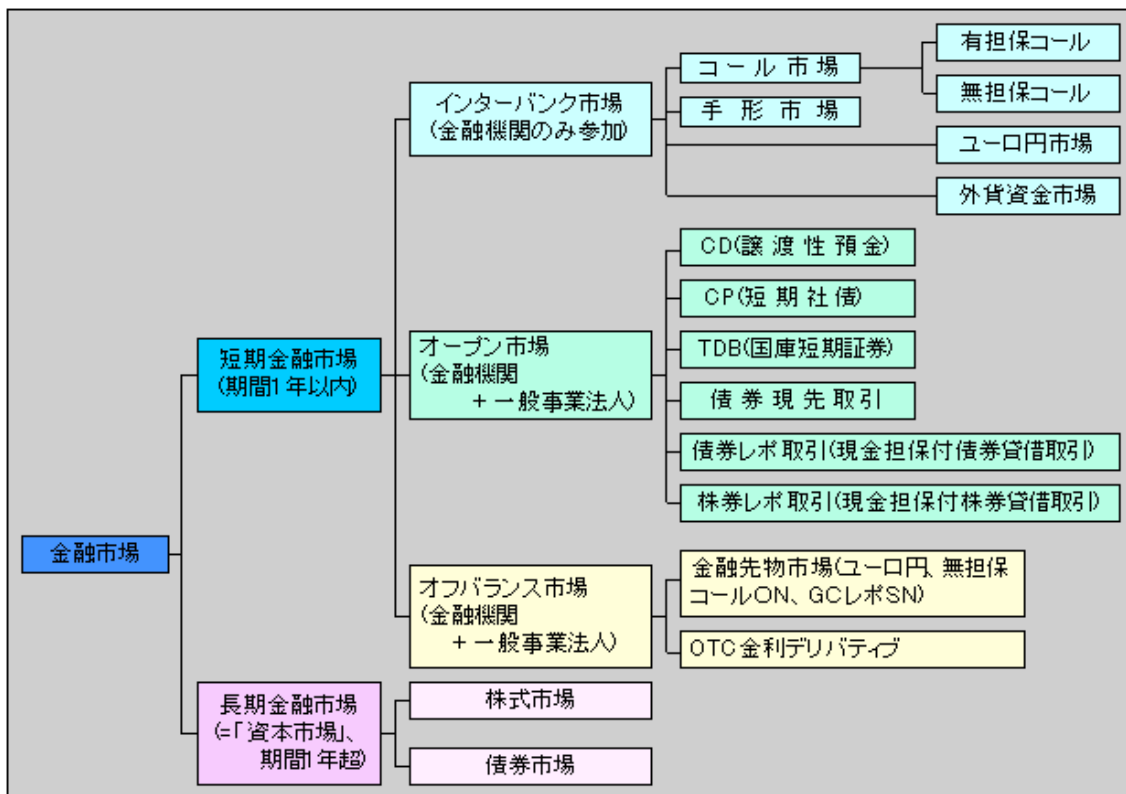 金融市場
短期金融市場
(期間1年以内)
インターバンク市場
(金融機関のみ参加)
コール市場
有担保コール
無担保コール
手形市場
ユーロ円市場
外貨資金市場
オープン市場
(金融機関
+一般事業法人)
CD(譲渡性預金)
CP(短期社債)
TDB(国庫短期証券)
債券現先取引
債券レポ取引(現金担保付債券貸借取引)
株券レポ取引(現金担保付株券貸借取引)
オフバランス市場
(金融機関
+一般事業法人)
金融先物市場(ユーロ円、無担保
コールON、GCレポSN)
OTC金利デリバティブ
長期金融市場
(=「資本市場」、
期間1年超)
株式市場
債券市場